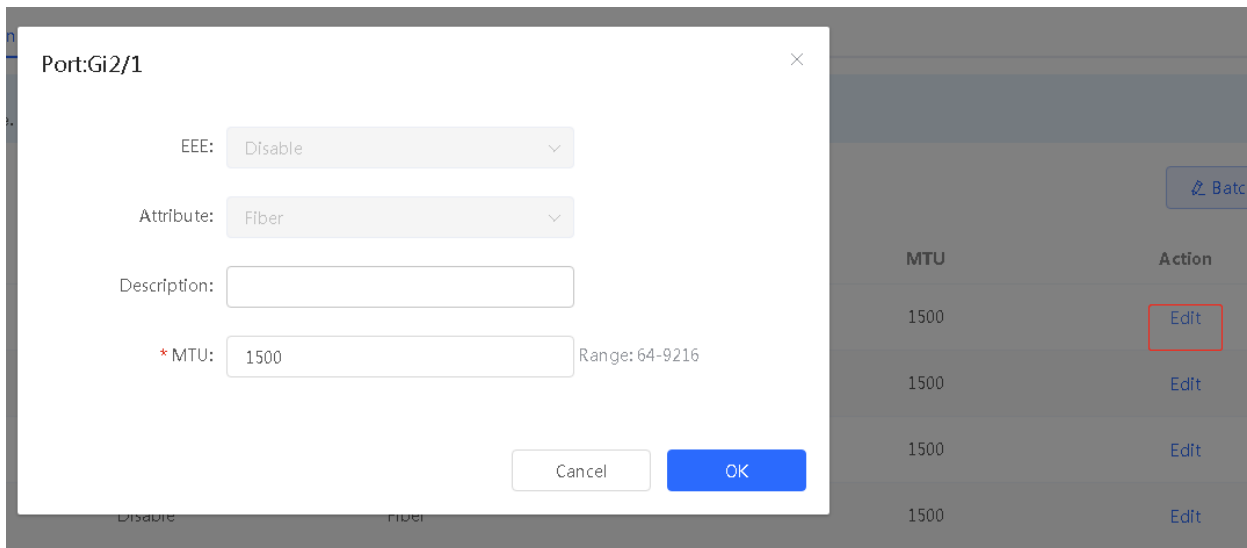 Port:Gi2/1
EEE: Disable
Attribute: Fiber
Description:
* MTU: 1500 Range: 64-9216
Cancel OK
Batc
MTU Action
1500 Edit
1500 Edit
1500 Edit
Disable Fiber 1500 Edit